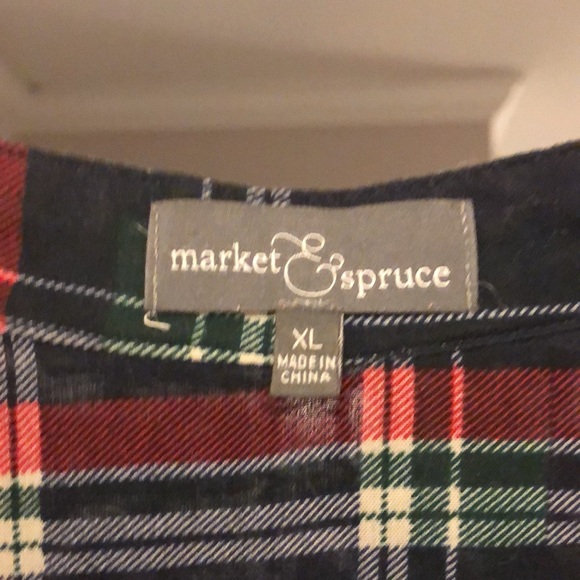 market & spruce
XL
MADE IN
CHINA